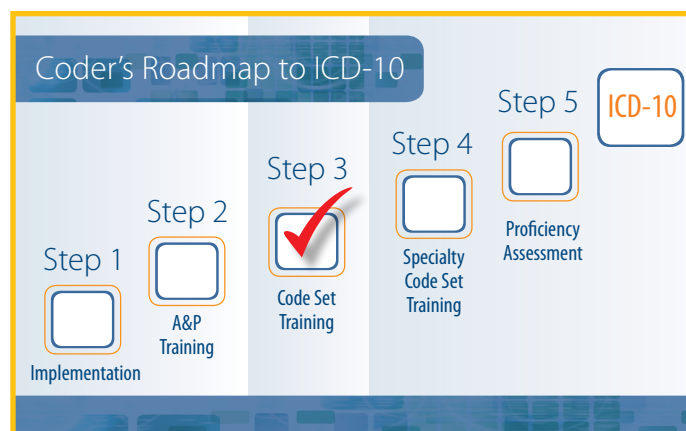 Coder’s Roadmap to ICD-10
Step 1
Implementation
Step 2
A&P
Training
Step 3
Code Set
Training
Step 4
Specialty
Code Set
Training
Step 5
Proficiency
Assessment
ICD-10